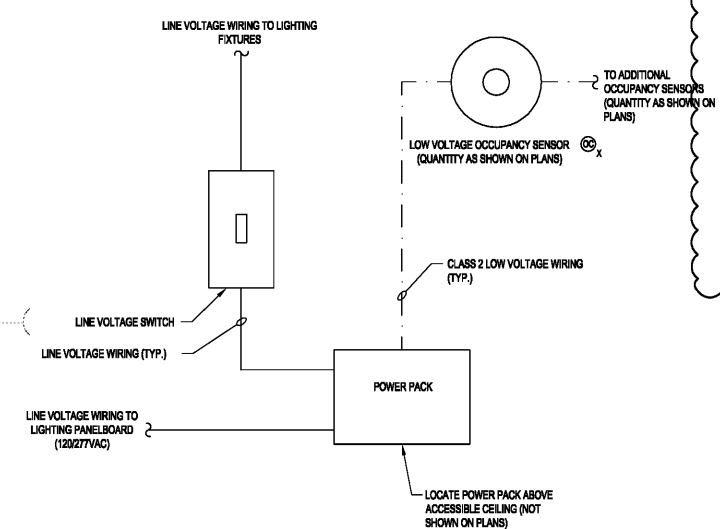 LINE VOLTAGE WIRING TO LIGHTING
FIXTURES
TO ADDITIONAL
OCCUPANCY SENSORS
(QUANTITY AS SHOWN ON
PLANS)
LOW VOLTAGE OCCUPANCY SENSOR
(QUANTITY AS SHOWN ON PLANS)
OC
X
CLASS 2 LOW VOLTAGE WIRING
(TYP.)
LINE VOLTAGE SWITCH
LINE VOLTAGE WIRING (TYP.)
POWER PACK
LINE VOLTAGE WIRING TO
LIGHTING PANELBOARD
(120/277VAC)
LOCATE POWER PACK ABOVE
ACCESSIBLE CEILING (NOT
SHOWN ON PLANS)